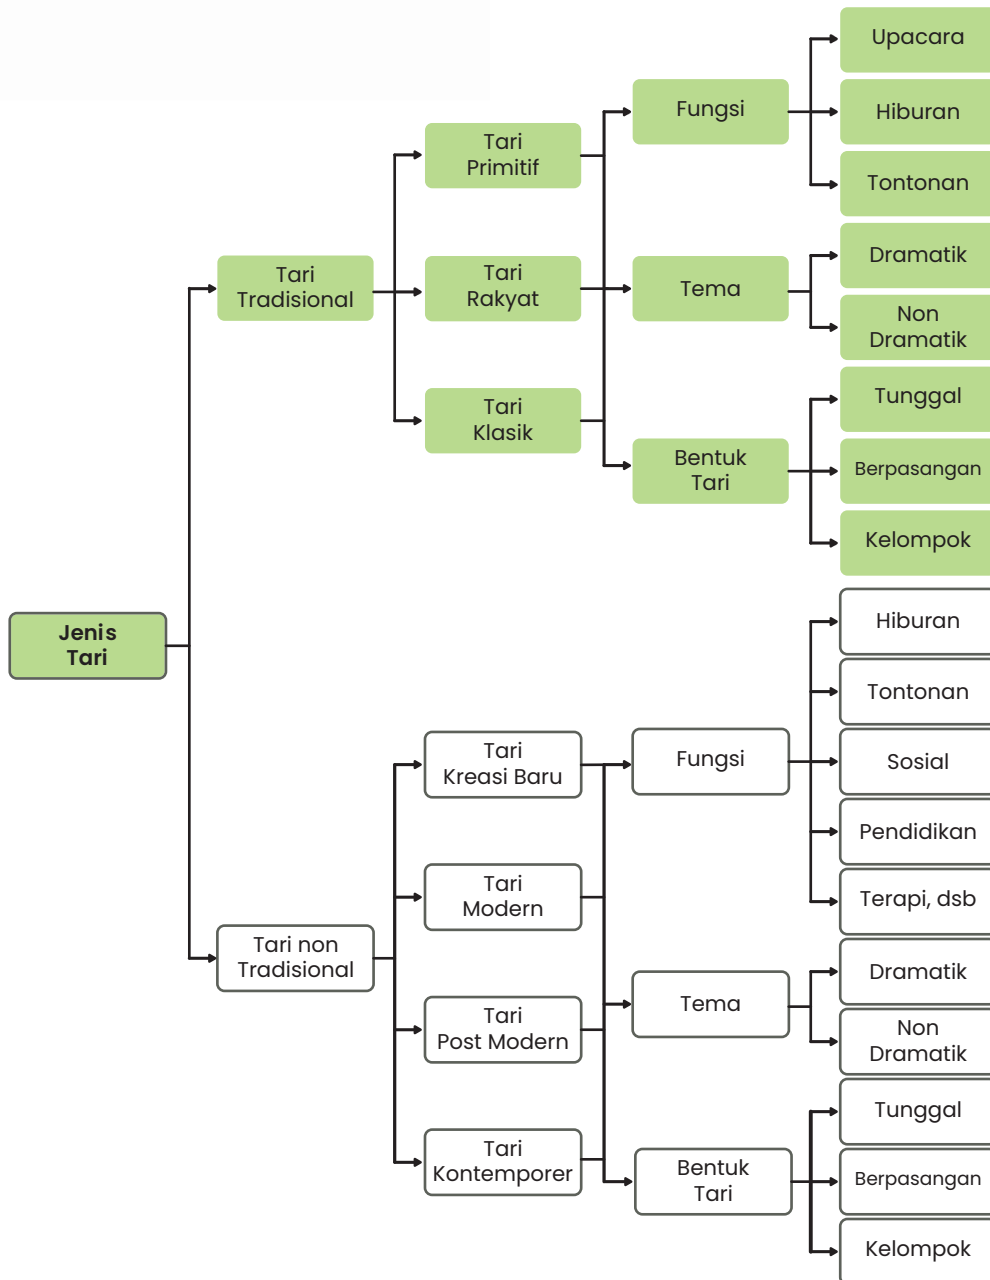 Jenis
Tari
Tari
Tradisional
Tari
Primitif
Tari
Rakyat
Tari
Klasik
Fungsi
Upacara
Hiburan
Tontonan
Tema
Dramatik
Non
Dramatik
Bentuk
Tari
Tunggal
Berpasangan
Kelompok
Tari non
Tradisional
Tari
Kreasi Baru
Tari
Modern
Tari
Post Modern
Tari
Kontemporer
Fungsi
Hiburan
Tontonan
Sosial
Pendidikan
Terapi, dsb
Tema
Dramatik
Non
Dramatik
Bentuk
Tari
Tunggal
Berpasangan
Kelompok